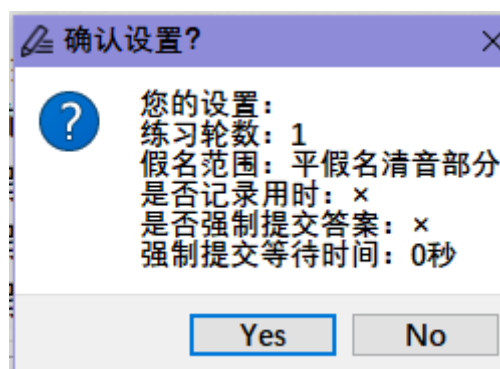 确认设置?
您的设置：
练习轮数：1
假名范围：平假名清音部分
是否记录用时：×
是否强制提交答案：×
强制提交等待时间：0秒
Yes
No